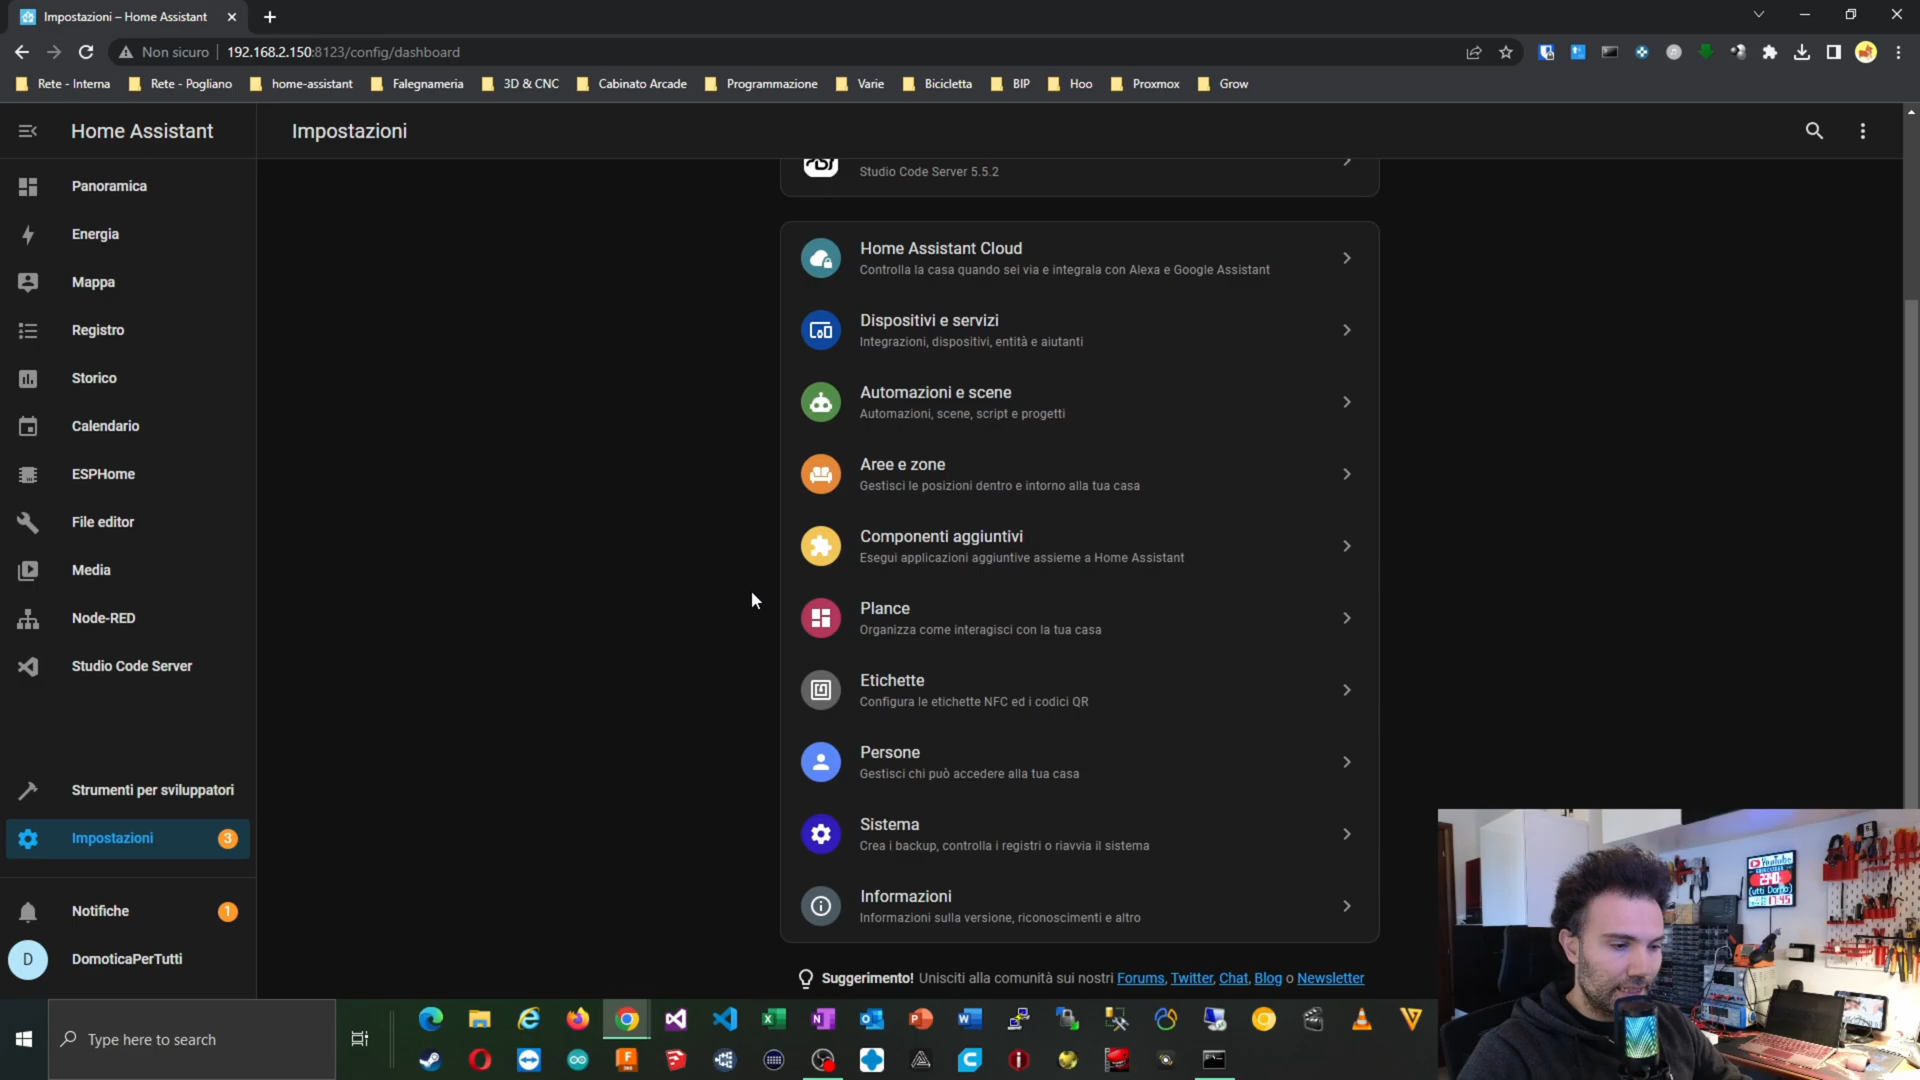 Impostazioni – Home Assistant
Non sicuro
192.168.2.150:8123/config/dashboard
Rete - Interna
Rete - Pogliano
home-assistant
Falegnameria
3D & CNC
Cabinato Arcade
Programmazione
Varie
Bicicletta
BIP
Hoo
Proxmox
Grow
Home Assistant
Impostazioni
Panoramica
Energia
Mappa
Registro
Storico
Calendario
ESPHome
File editor
Media
Node-RED
Studio Code Server
Strumenti per sviluppatori
Impostazioni
3
Notifiche
1
D
DomoticaPerTutti
Studio Code Server 5.5.2
Home Assistant Cloud
Controlla la casa quando sei via e integrala con Alexa e Google Assistant
Dispositivi e servizi
Integrazioni, dispositivi, entità e aiutanti
Automazioni e scene
Automazioni, scene, script e progetti
Aree e zone
Gestisci le posizioni dentro e intorno alla tua casa
Componenti aggiuntivi
Esegui applicazioni aggiuntive assieme a Home Assistant
Plance
Organizza come interagisci con la tua casa
Etichette
Configura le etichette NFC ed i codici QR
Persone
Gestisci chi può accedere alla tua casa
Sistema
Crea i backup, controlla i registri o riavvia il sistema
Informazioni
Informazioni sulla versione, riconoscimenti e altro
Suggerimento! Unisciti alla comunità sui nostri Forums, Twitter, Chat, Blog o Newsletter
YouTube
2340
17:45
Type here to search